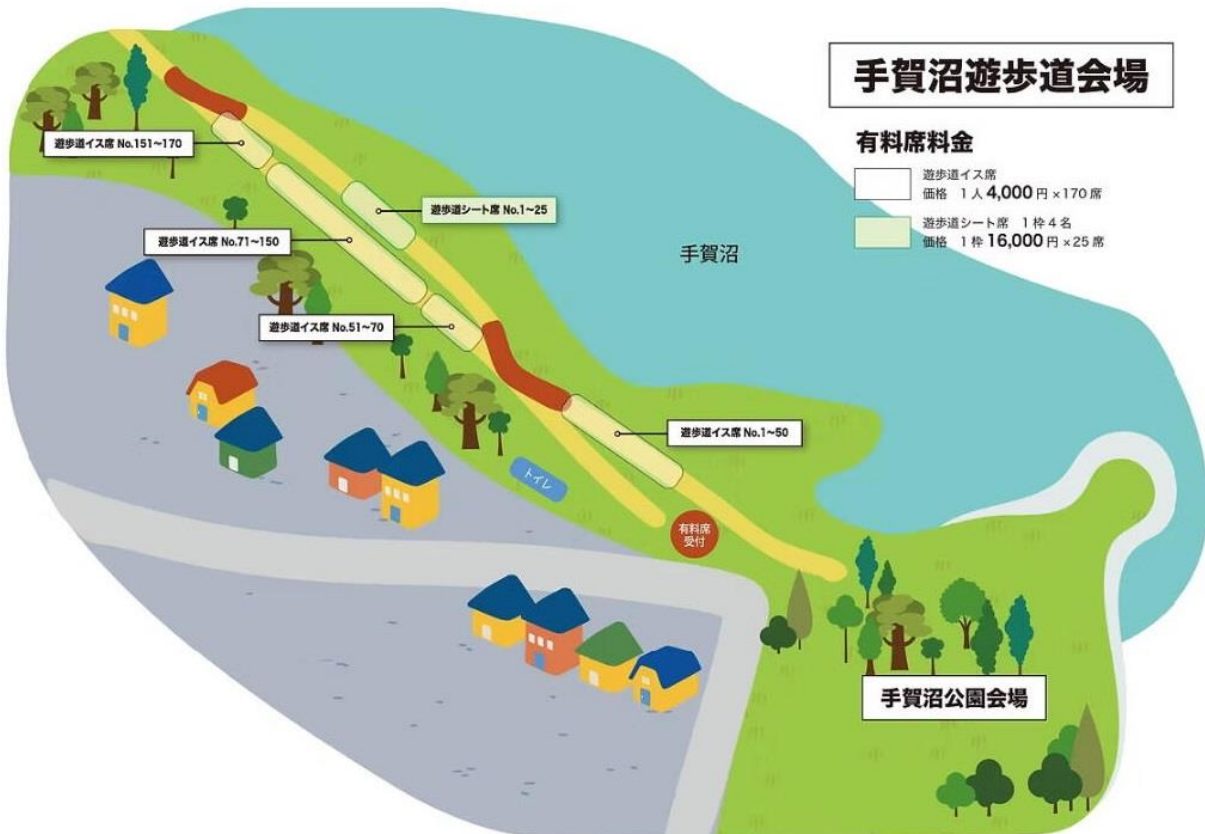 手賀沼遊歩道会場
有料席料金
遊歩道イス席
価格 1人 4,000 円 ×170 席
遊歩道シート席 1枠4名
価格 1枠 16,000 円 ×25 席
遊歩道イス席 No.151~170
遊歩道シート席 No.1~25
遊歩道イス席 No.71~150
手賀沼
遊歩道イス席 No.51~70
遊歩道イス席 No.1~50
トイレ
有料席
受付
手賀沼公園会場